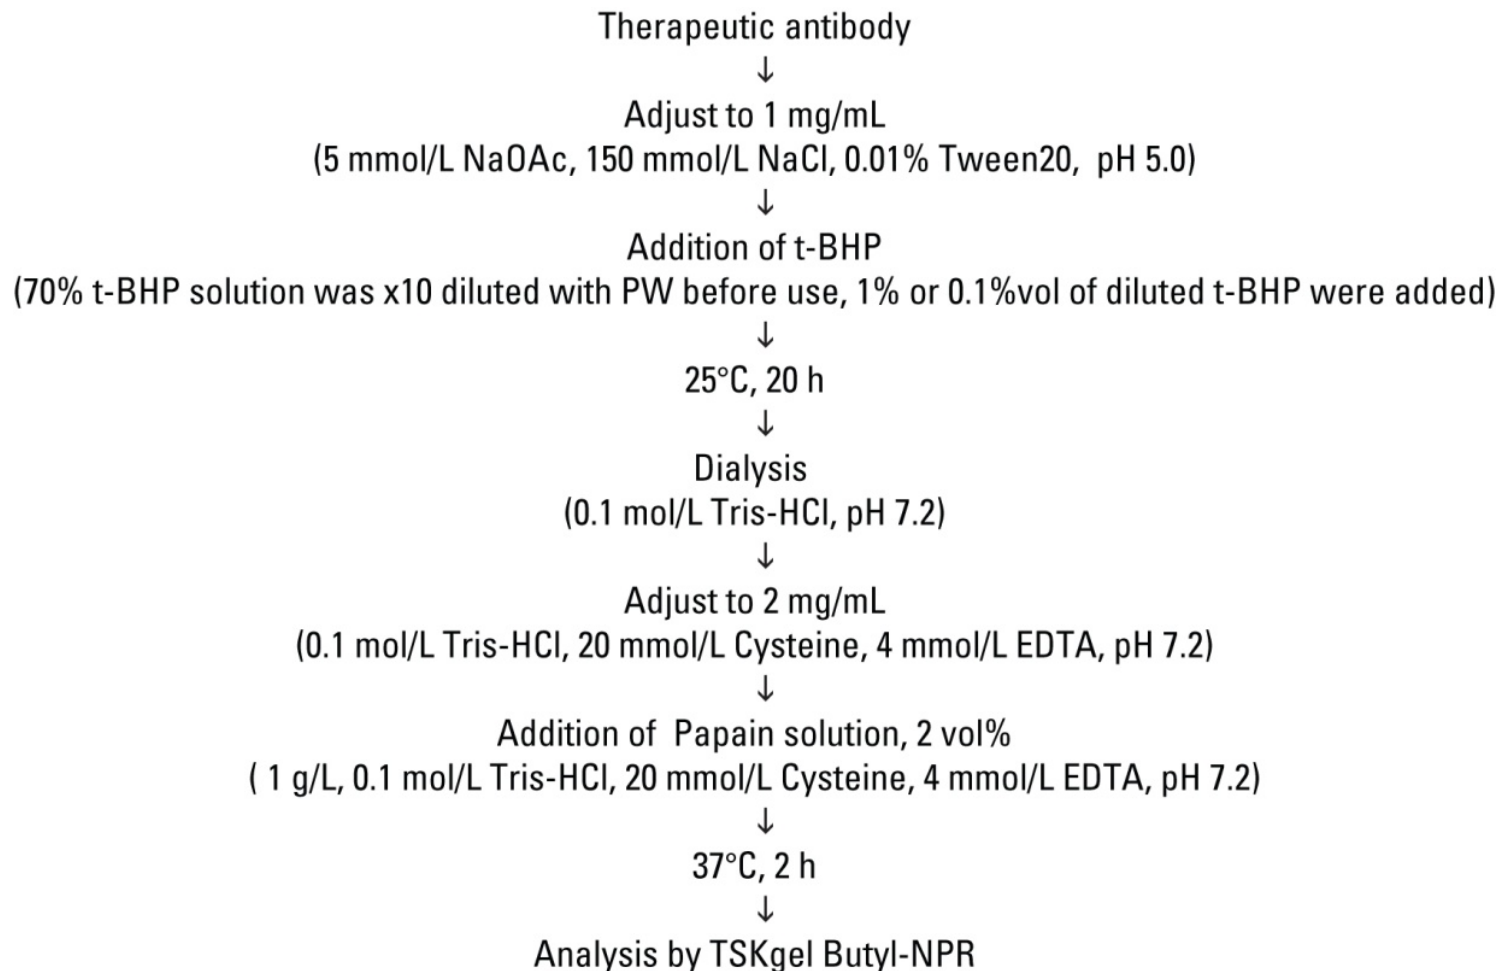 Therapeutic antibody
↓
Adjust to 1 mg/mL
(5 mmol/L NaOAc, 150 mmol/L NaCl, 0.01% Tween20, pH 5.0)
↓
Addition of t-BHP
(70% t-BHP solution was x10 diluted with PW before use, 1% or 0.1%vol of diluted t-BHP were added)
↓
25°C, 20 h
↓
Dialysis
(0.1 mol/L Tris-HCl, pH 7.2)
↓
Adjust to 2 mg/mL
(0.1 mol/L Tris-HCl, 20 mmol/L Cysteine, 4 mmol/L EDTA, pH 7.2)
↓
Addition of Papain solution, 2 vol%
( 1 g/L, 0.1 mol/L Tris-HCl, 20 mmol/L Cysteine, 4 mmol/L EDTA, pH 7.2)
↓
37°C, 2 h
↓
Analysis by TSKgel Butyl-NPR